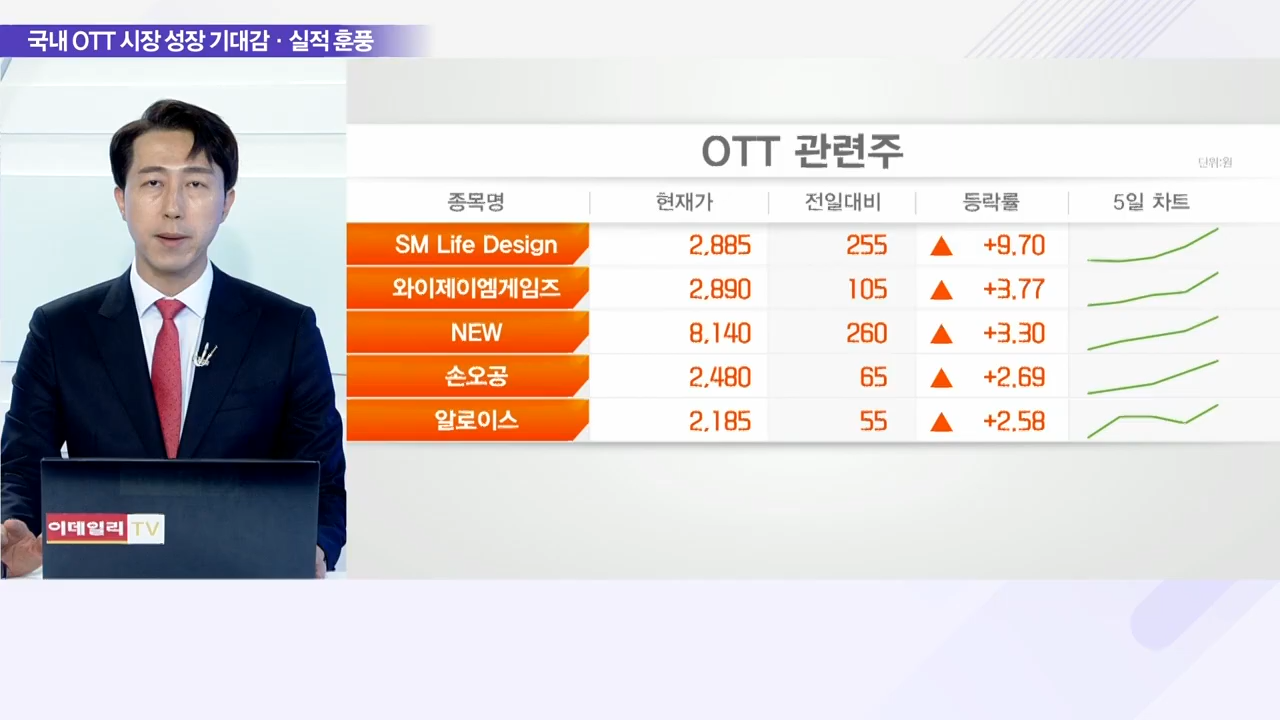 국내 OTT 시장 성장 기대감 · 실적 훈풍
OTT 관련주
단위:원
종목명 현재가 전일대비 등락률 5일 차트
SM Life Design 2,885 255 ▲ +9.70
와이제이엠게임즈 2,890 105 ▲ +3.77
NEW 8,140 260 ▲ +3.30
손오공 2,480 65 ▲ +2.69
알로이스 2,185 55 ▲ +2.58
이데일리 TV